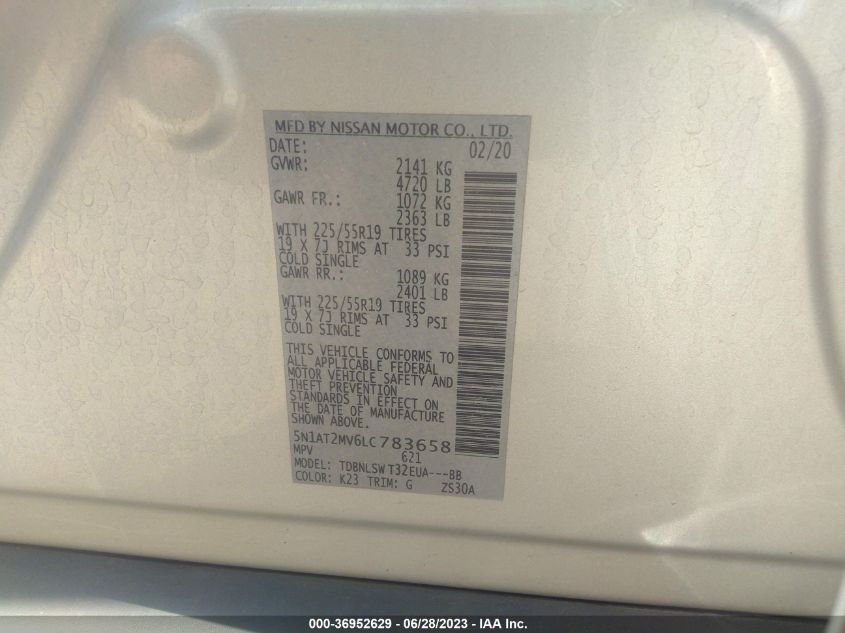 MFD BY NISSAN MOTOR CO., LTD.
DATE: 02/20
GVWR: 2141 KG
4720 LB
GAWR FR.: 1072 KG
2363 LB
WITH 225/55R19 TIRES
19 X 7J RIMS AT 33 PSI
COLD SINGLE
GAWR RR.: 1089 KG
2401 LB
WITH 225/55R19 TIRES
19 X 7J RIMS AT 33 PSI
COLD SINGLE
THIS VEHICLE CONFORMS TO
ALL APPLICABLE FEDERAL
MOTOR VEHICLE SAFETY AND
THEFT PREVENTION
STANDARDS IN EFFECT ON
THE DATE OF MANUFACTURE
SHOWN ABOVE.
5N1AT2MV6LC783658
MPV 621
MODEL: TDBNLSW T32EUA---BB
COLOR: K23 TRIM: G ZS30A
000-36952629 - 06/28/2023 - IAA Inc.